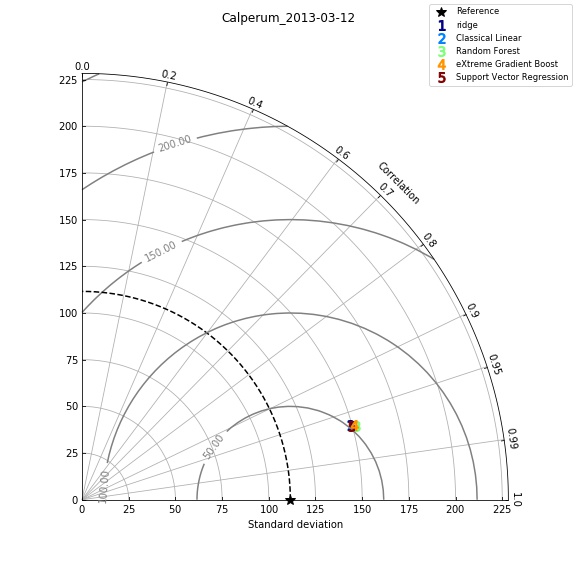 Calperum_2013-03-12
Reference
1 ridge
2 Classical Linear
3 Random Forest
4 eXtreme Gradient Boost
5 Support Vector Regression
0.0
0.2
0.4
0.6
0.7
0.8
0.9
0.95
0.99
1.0
Correlation
225
200
175
150
125
100
75
50
25
0
200.00
150.00
50.00
100.00
4
0 25 50 75 100 125 150 175 200 225
Standard deviation